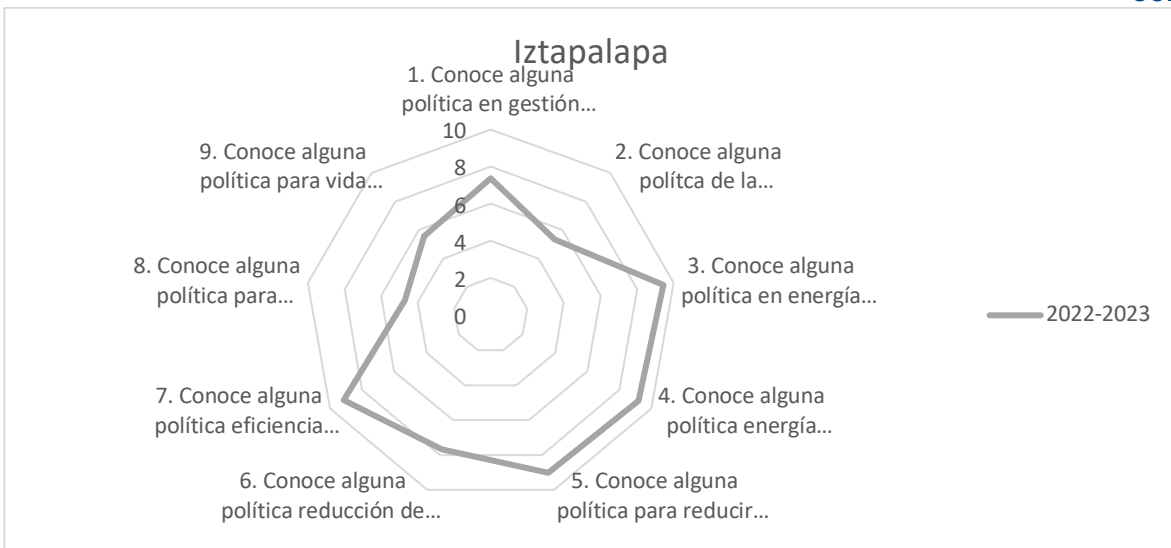 Iztapalapa
1. Conoce alguna
política en gestión...
2. Conoce alguna
polítca de la...
3. Conoce alguna
política en energía...
4. Conoce alguna
política energía...
5. Conoce alguna
política para reducir...
6. Conoce alguna
política reducción de...
7. Conoce alguna
política eficiencia...
8. Conoce alguna
política para...
9. Conoce alguna
política para vida...
10
8
6
4
2
0
2022-2023